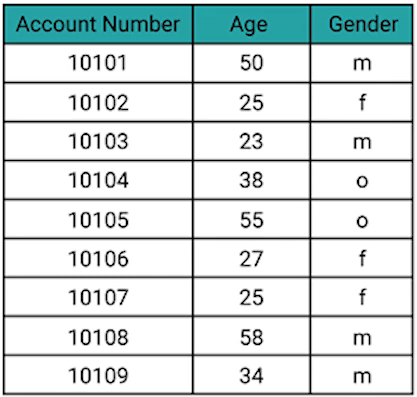 Account Number Age Gender
10101 50 m
10102 25 f
10103 23 m
10104 38 o
10105 55 o
10106 27 f
10107 25 f
10108 58 m
10109 34 m